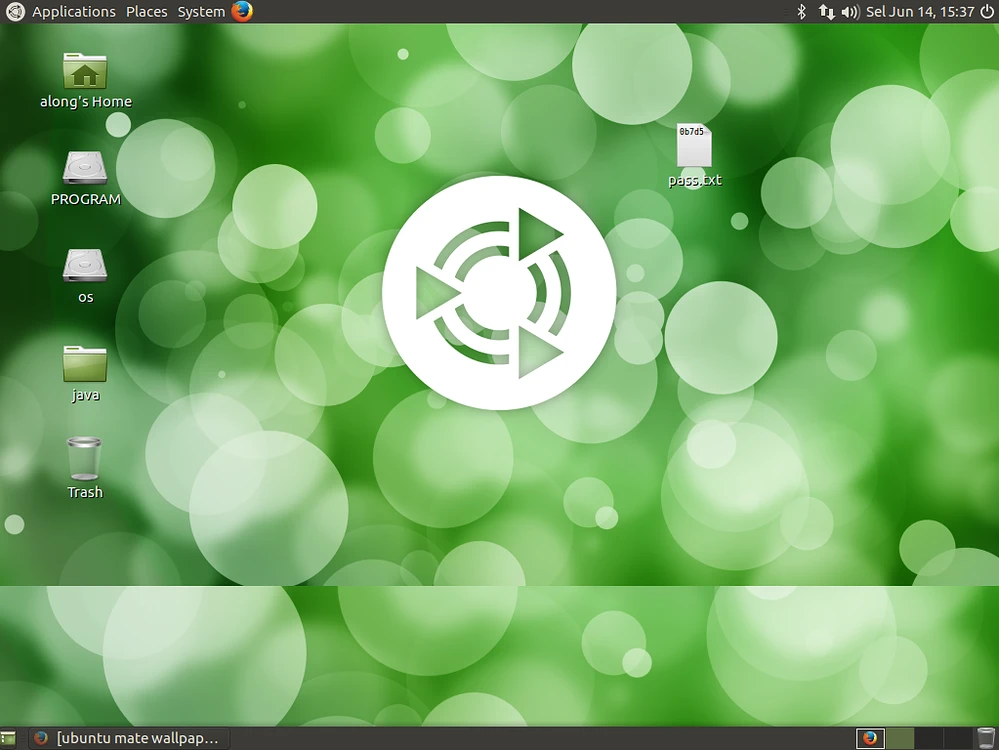 Applications Places System Sel Jun 14, 15:37
along's Home
0b7d5
pass.txt
PROGRAM
os
java
Trash
[ubuntu mate wallpap...